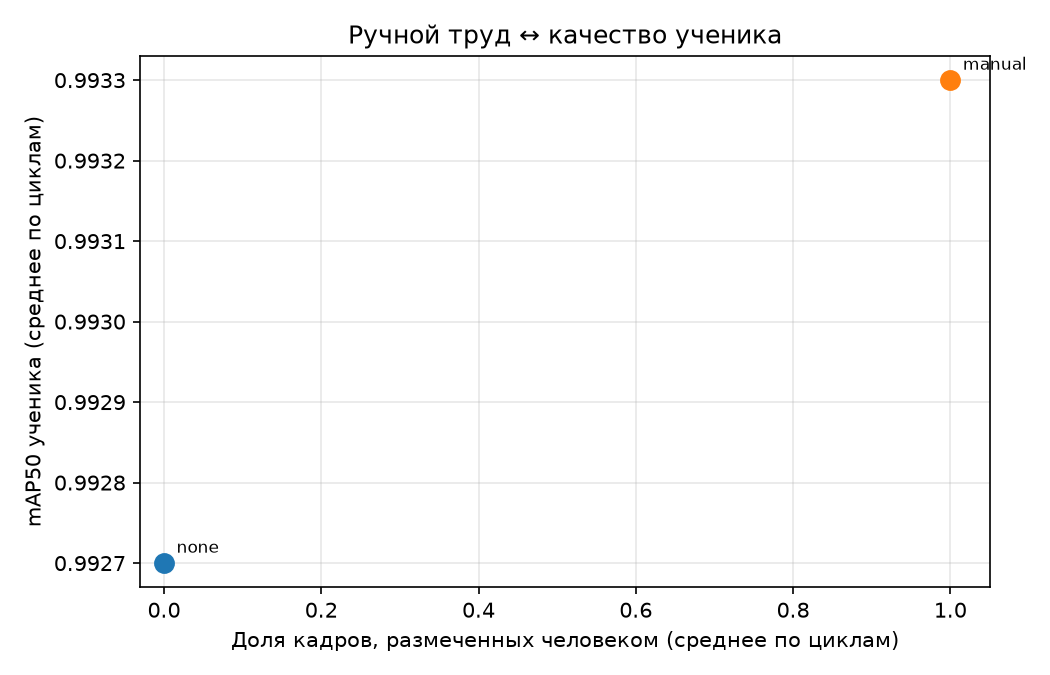 Ручной труд ↔ качество ученика
manual
0.9933
0.9932
0.9931
0.9930
0.9929
0.9928
0.9927
mAP50 ученика (среднее по циклам)
none
0.0 0.2 0.4 0.6 0.8 1.0
Доля кадров, размеченных человеком (среднее по циклам)